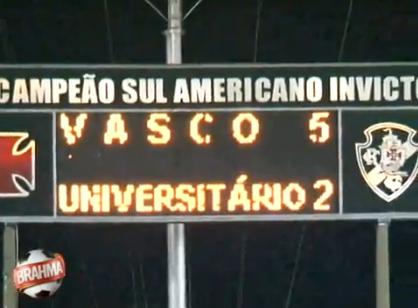 CAMPEÃO SUL AMERICANO INVICTO
VASCO 5
UNIVERSITÁRIO 2
BRAHMA